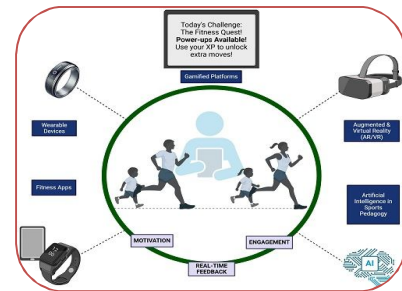 Today's Challenge:
The Fitness Quest!
Power-ups Available!
Use your XP to unlock
extra moves!
Gamified Platforms
Wearable
Devices
Augmented &
Virtual Reality
(AR/VR)
Fitness Apps
Artificial
Intelligence in
Sports
Pedagogy
MOTIVATION
ENGAGEMENT
REAL-TIME
FEEDBACK
AI